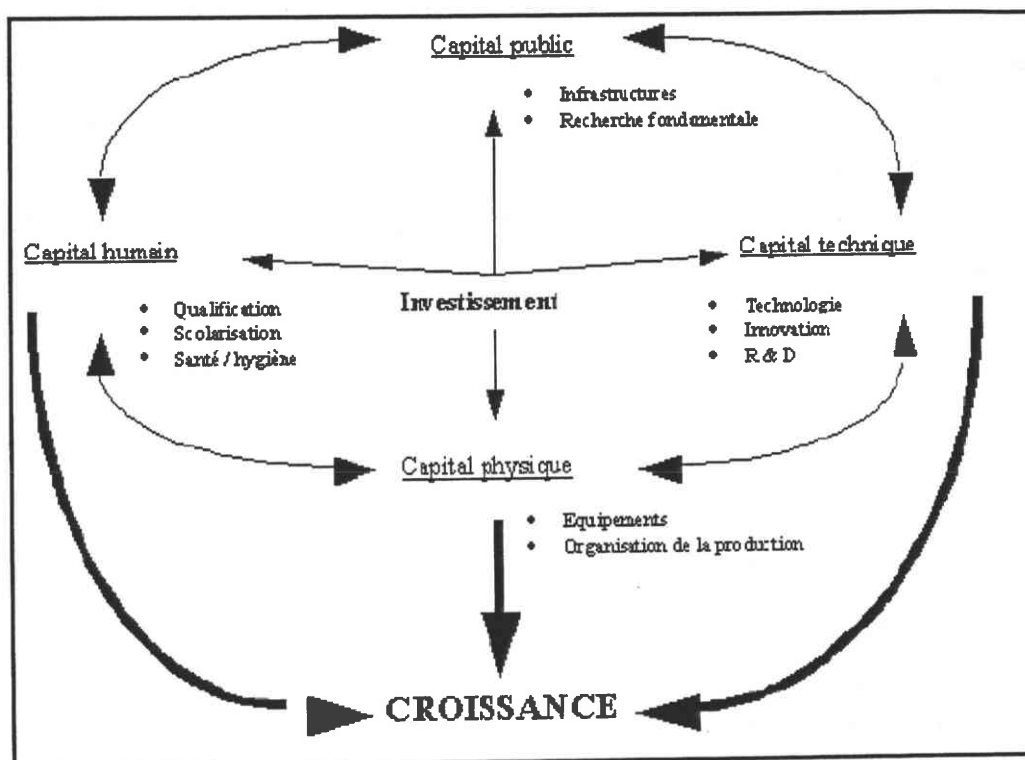 Capital public
• Infrastructures
• Recherche fondamentale
Capital humain
Capital technique
• Qualification
• Scolarisation
• Santé / hygiène
Investissement
• Technologie
• Innovation
• R & D
Capital physique
• Equipements
• Organisation de la production
CROISSANCE